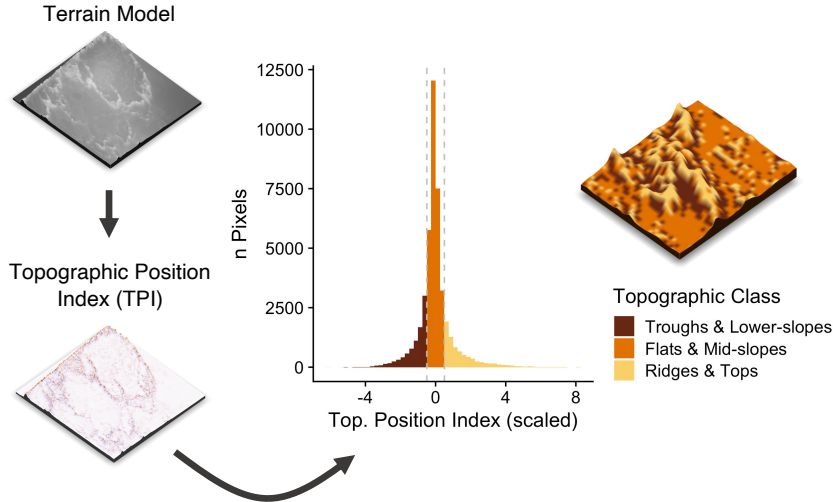 Terrain Model
Topographic Position
Index (TPI)
n Pixels
12500
10000
7500
5000
2500
0
-4
0
4
8
Top. Position Index (scaled)
Topographic Class
Troughs & Lower-slopes
Flats & Mid-slopes
Ridges & Tops